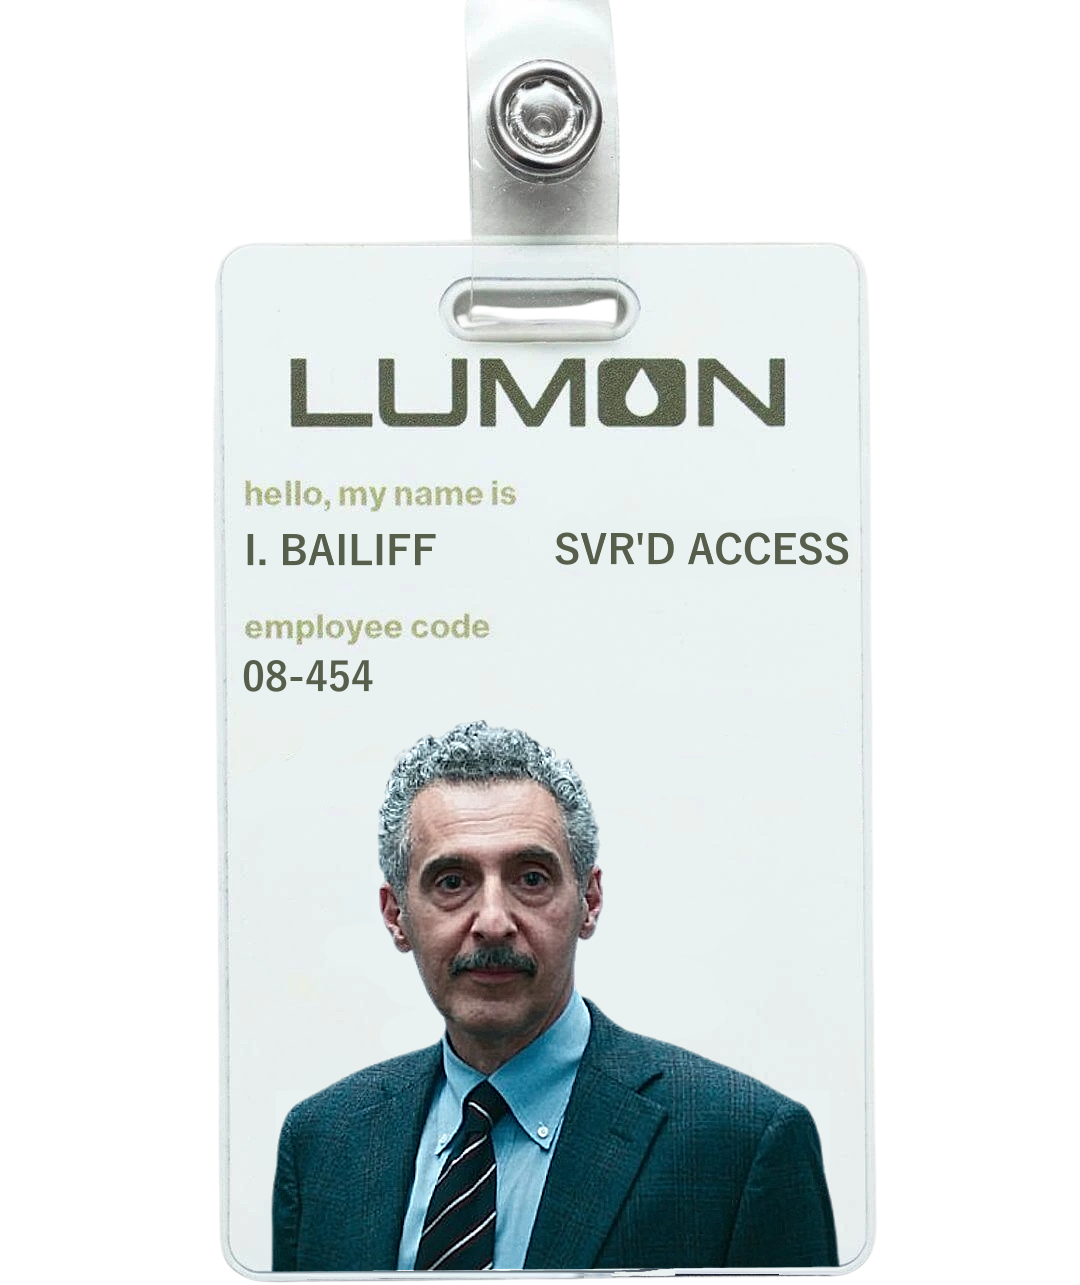 LUMON
hello, my name is
I. BAILIFF SVR'D ACCESS
employee code
08-454